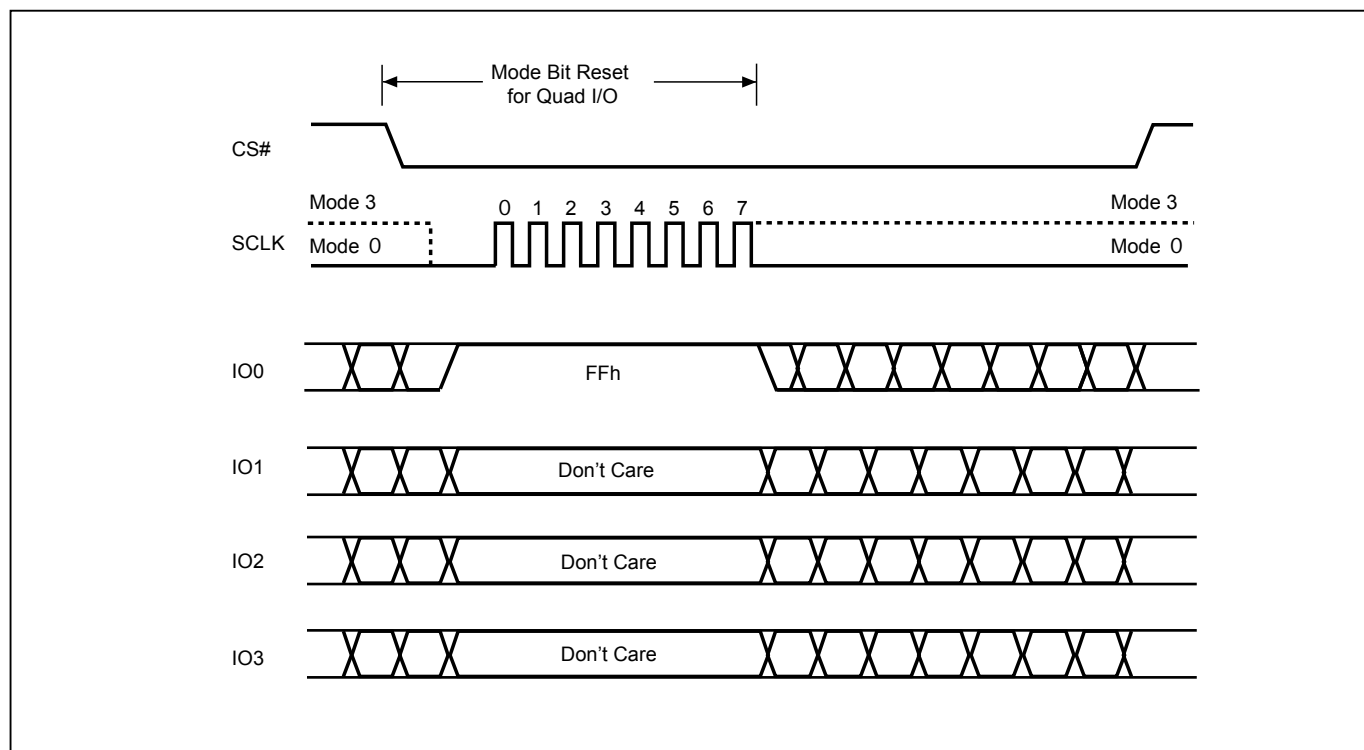 Mode Bit Reset
for Quad I/O
CS#
Mode 3
0 1 2 3 4 5 6 7
Mode 3
SCLK
Mode 0
Mode 0
IO0
FFh
IO1
Don’t Care
IO2
Don’t Care
IO3
Don’t Care